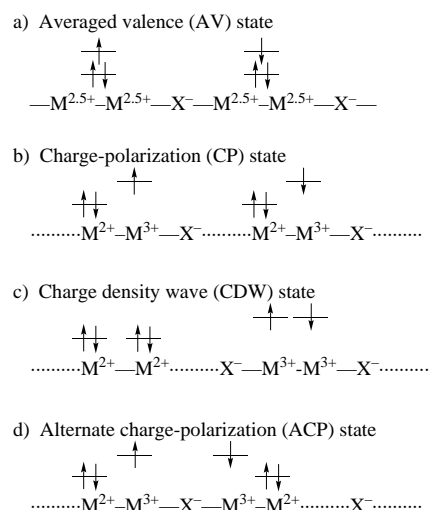 a) Averaged valence (AV) state
—M2.5+–M2.5+—X−—M2.5+–M2.5+—X−—
b) Charge-polarization (CP) state
..........M2+–M3+—X−..........M2+–M3+—X−..........
c) Charge density wave (CDW) state
..........M2+—M2+..........X−—M3+-M3+—X−..........
d) Alternate charge-polarization (ACP) state
..........M2+–M3+—X−—M3+–M2+..........X−..........